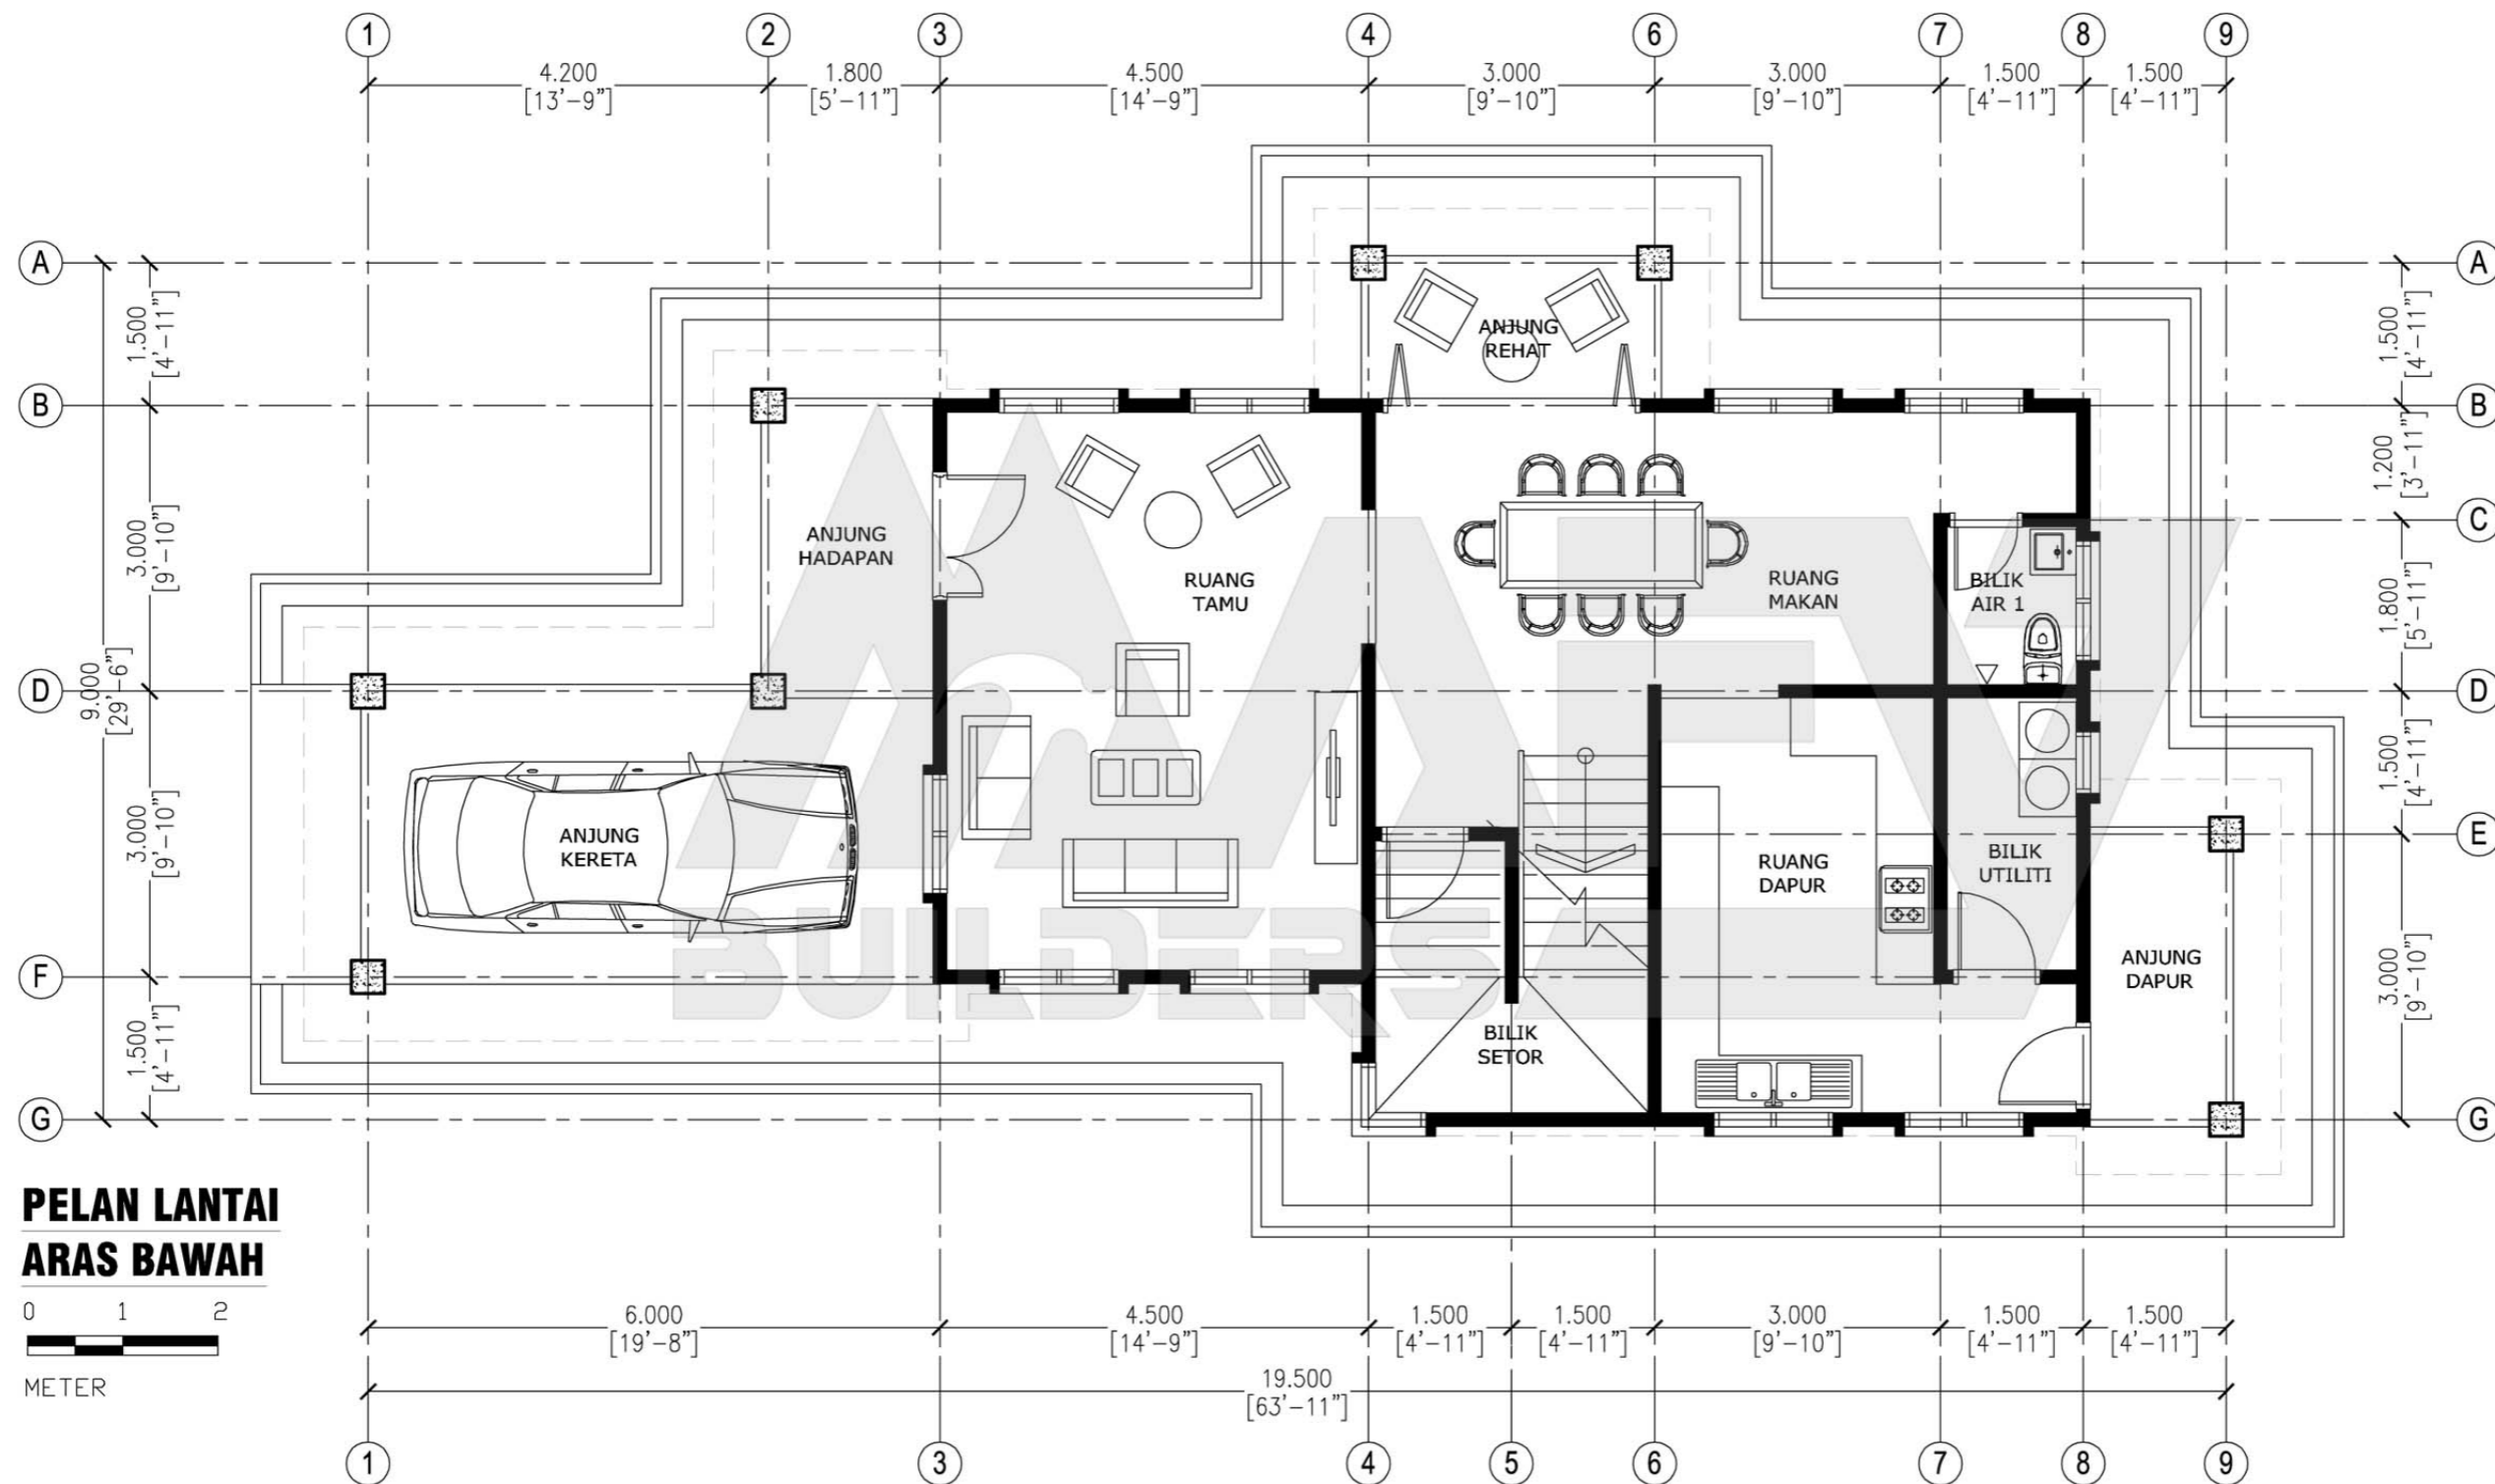 1 2 3 4 6 7 8 9
4.200 1.800 4.500 3.000 3.000 1.500 1.500
[13'-9"] [5'-11"] [14'-9"] [9'-10"] [9'-10"] [4'-11"] [4'-11"]
A A
1.500 [4'-11"]
1.500 [4'-11"]
ANJUNG
REHAT
B B
3.000 [9'-10"]
1.200 [3'-11"]
C
ANJUNG
HADAPAN
RUANG
TAMU
RUANG
MAKAN
BILIK
AIR 1
1.800 [5'-11"]
D D
9.000 [29'-6"]
3.000 [9'-10"]
1.500 [4'-11"]
E
ANJUNG
KERETA
RUANG
DAPUR
BILIK
UTILITI
BUILDERS
F
ANJUNG
DAPUR
3.000 [9'-10"]
1.500 [4'-11"]
BILIK
SETOR
G G
PELAN LANTAI
ARAS BAWAH
0 1 2
METER
6.000 4.500 1.500 1.500 3.000 1.500 1.500
[19'-8"] [14'-9"] [4'-11"] [4'-11"] [9'-10"] [4'-11"] [4'-11"]
19.500
[63'-11"]
1 3 4 5 6 7 8 9